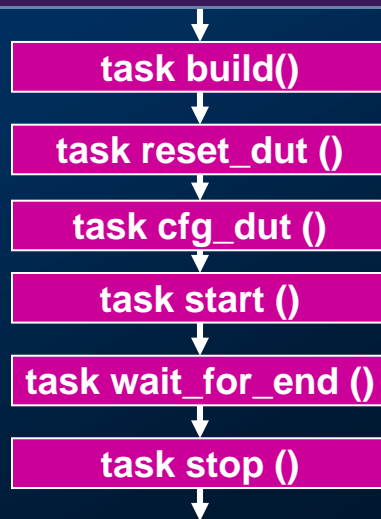 task build()
task reset_dut ()
task cfg_dut ()
task start ()
task wait_for_end ()
task stop ()